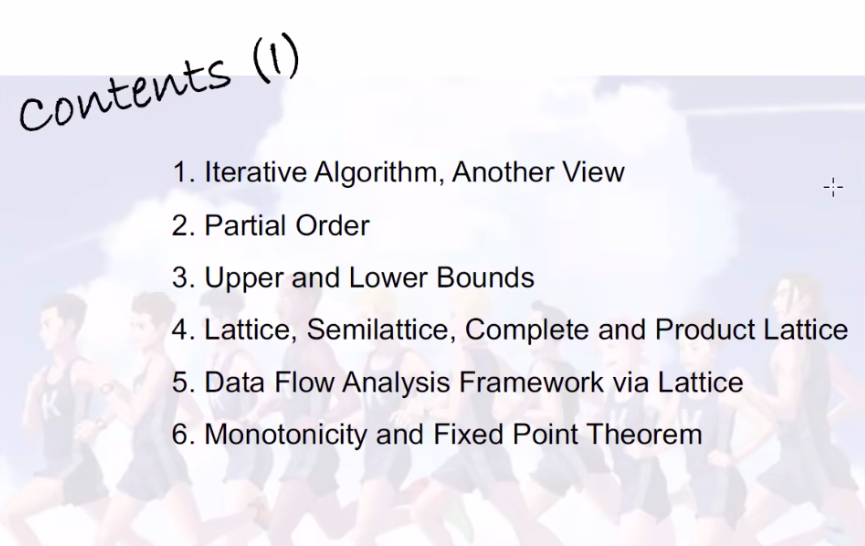 Contents (I)
1. Iterative Algorithm, Another View
2. Partial Order
3. Upper and Lower Bounds
4. Lattice, Semilattice, Complete and Product Lattice
5. Data Flow Analysis Framework via Lattice
6. Monotonicity and Fixed Point Theorem
K